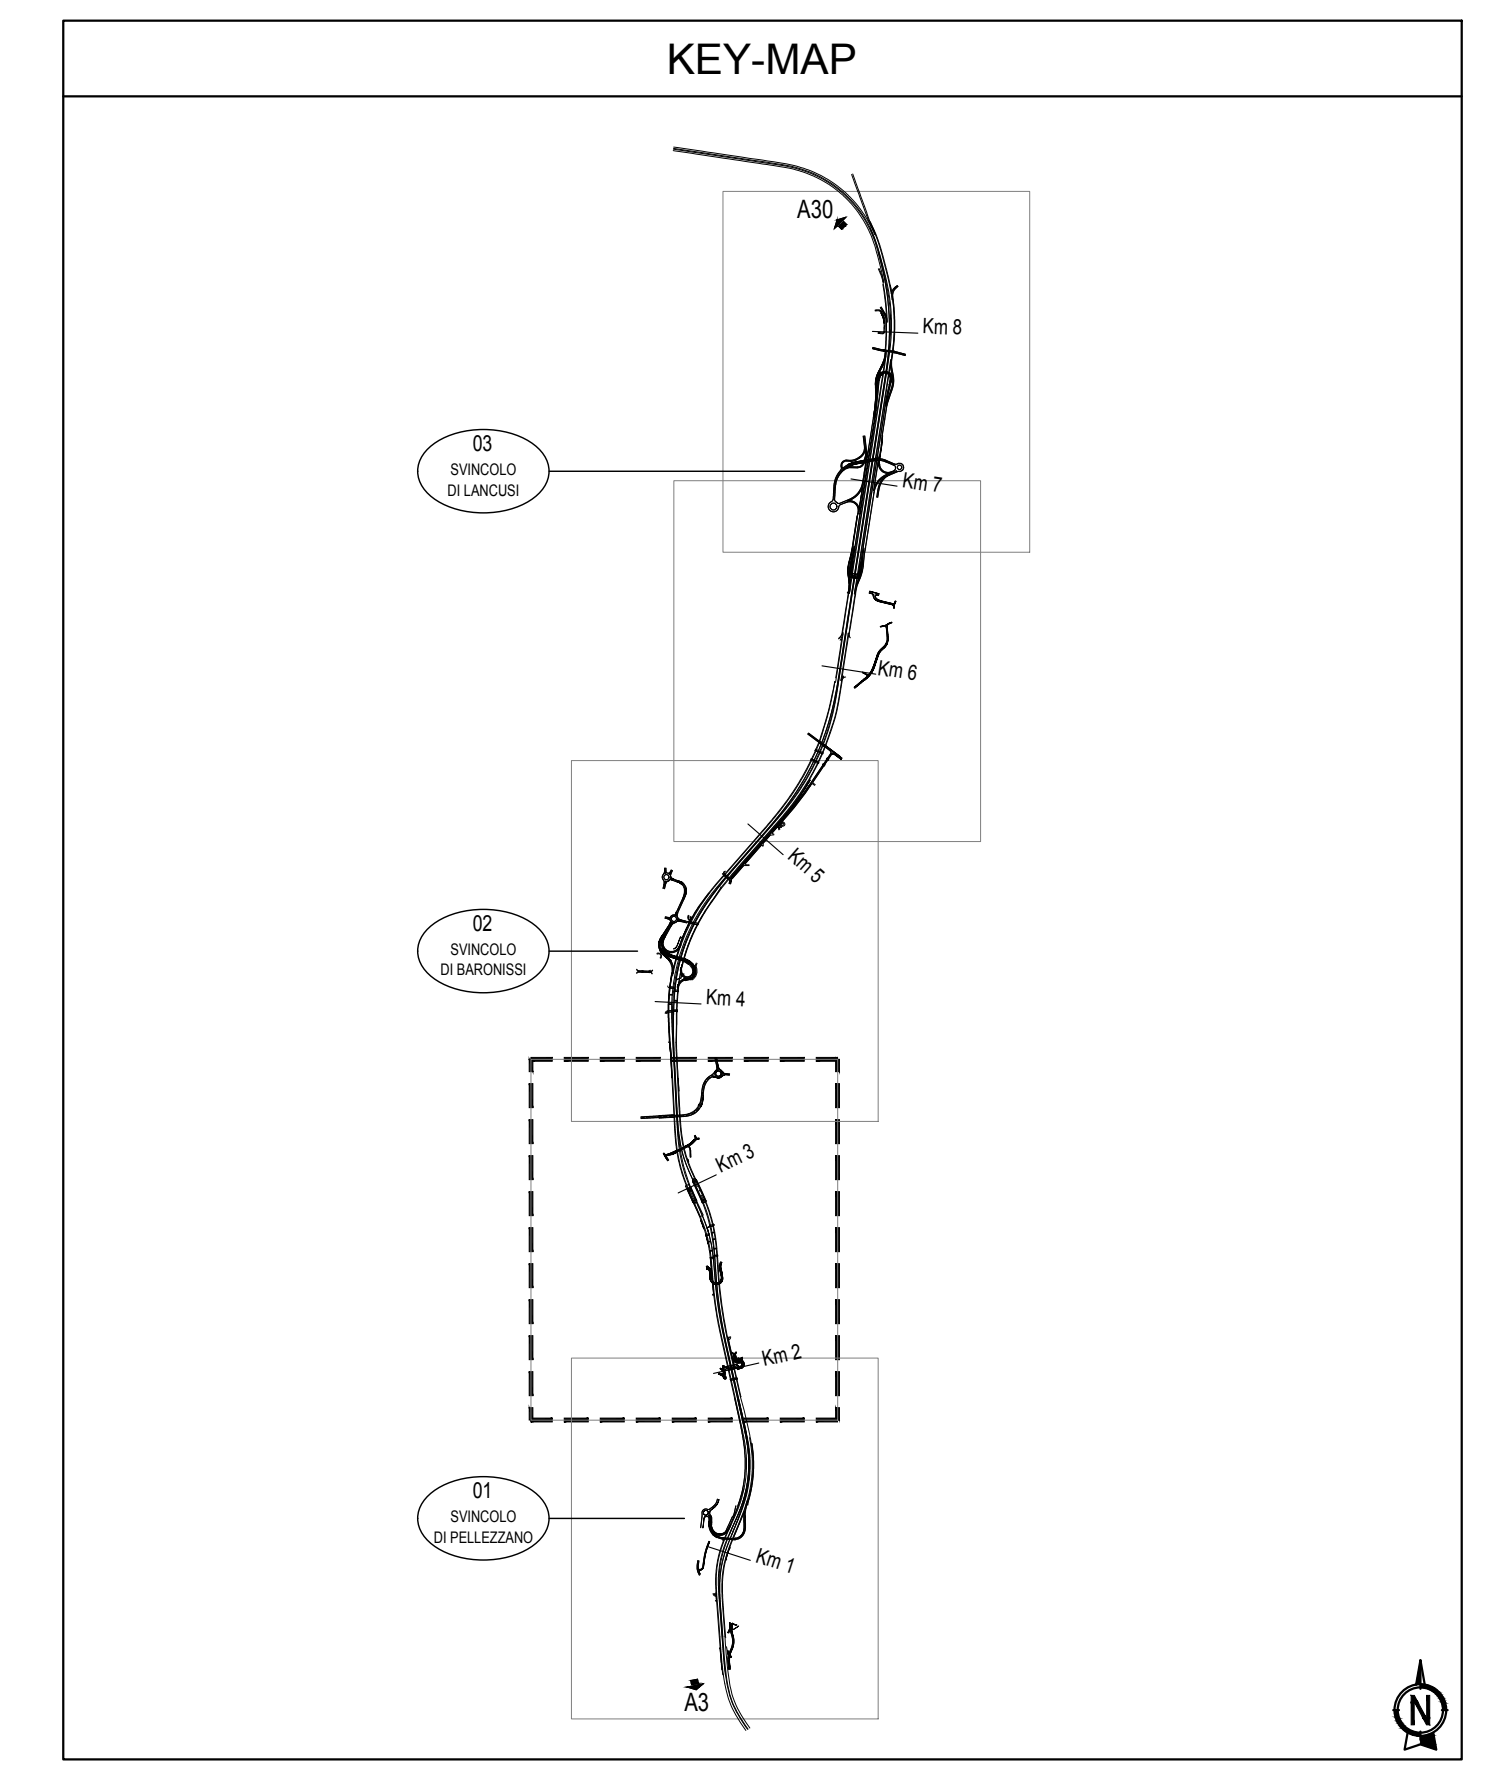 KEY-MAP
A30
Km 8
03
SVINCOLO
DI LANCUSI
Km 7
Km 6
Km 5
02
SVINCOLO
DI BARONISSI
Km 4
Km 3
Km 2
01
SVINCOLO
DI PELLEZZANO
Km 1
A3
N